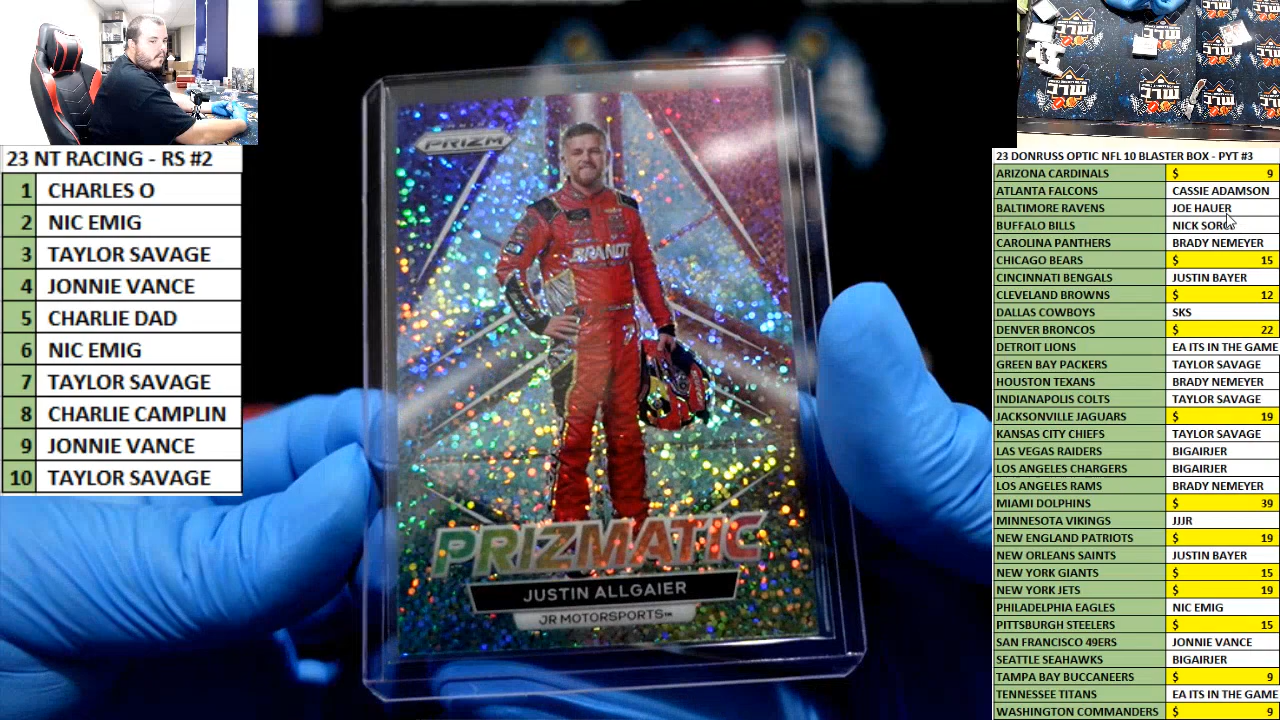 23 NT RACING - RS #2
1 CHARLES O
2 NIC EMIG
3 TAYLOR SAVAGE
4 JONNIE VANCE
5 CHARLIE DAD
6 NIC EMIG
7 TAYLOR SAVAGE
8 CHARLIE CAMPLIN
9 JONNIE VANCE
10 TAYLOR SAVAGE
PRIZM
BRANDT
PRIZMATIC
JUSTIN ALLGAIER
JR MOTORSPORTS™
23 DONRUSS OPTIC NFL 10 BLASTER BOX - PYT #3
ARIZONA CARDINALS $ 9
ATLANTA FALCONS CASSIE ADAMSON
BALTIMORE RAVENS JOE HAUER
BUFFALO BILLS NICK
CAROLINA PANTHERS BRADY NEMEYER
CHICAGO BEARS $ 15
CINCINNATI BENGALS JUSTIN BAYER
CLEVELAND BROWNS $ 12
DALLAS COWBOYS SKS
DENVER BRONCOS $ 22
DETROIT LIONS EA ITS IN THE GAME
GREEN BAY PACKERS TAYLOR SAVAGE
HOUSTON TEXANS BRADY NEMEYER
INDIANAPOLIS COLTS TAYLOR SAVAGE
JACKSONVILLE JAGUARS $ 19
KANSAS CITY CHIEFS TAYLOR SAVAGE
LAS VEGAS RAIDERS BIGAIRJER
LOS ANGELES CHARGERS BIGAIRJER
LOS ANGELES RAMS BRADY NEMEYER
MIAMI DOLPHINS $ 39
MINNESOTA VIKINGS JJJR
NEW ENGLAND PATRIOTS $ 19
NEW ORLEANS SAINTS JUSTIN BAYER
NEW YORK GIANTS $ 15
NEW YORK JETS $ 19
PHILADELPHIA EAGLES NIC EMIG
PITTSBURGH STEELERS $ 15
SAN FRANCISCO 49ERS JONNIE VANCE
SEATTLE SEAHAWKS BIGAIRJER
TAMPA BAY BUCCANEERS $ 9
TENNESSEE TITANS EA ITS IN THE GAME
WASHINGTON COMMANDERS $ 9